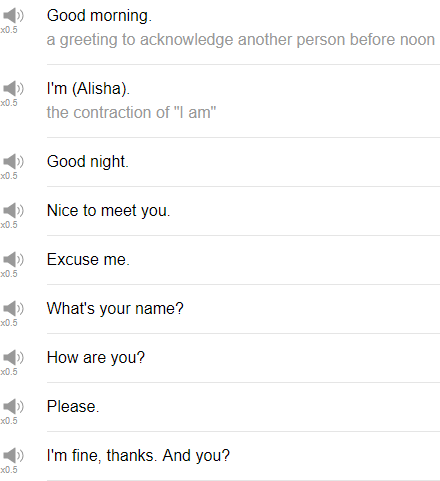 Good morning.
x0.5
a greeting to acknowledge another person before noon
I'm (Alisha).
x0.5
the contraction of "I am"
Good night.
x0.5
Nice to meet you.
x0.5
Excuse me.
x0.5
What's your name?
x0.5
How are you?
x0.5
Please.
x0.5
I'm fine, thanks. And you?
x0.5